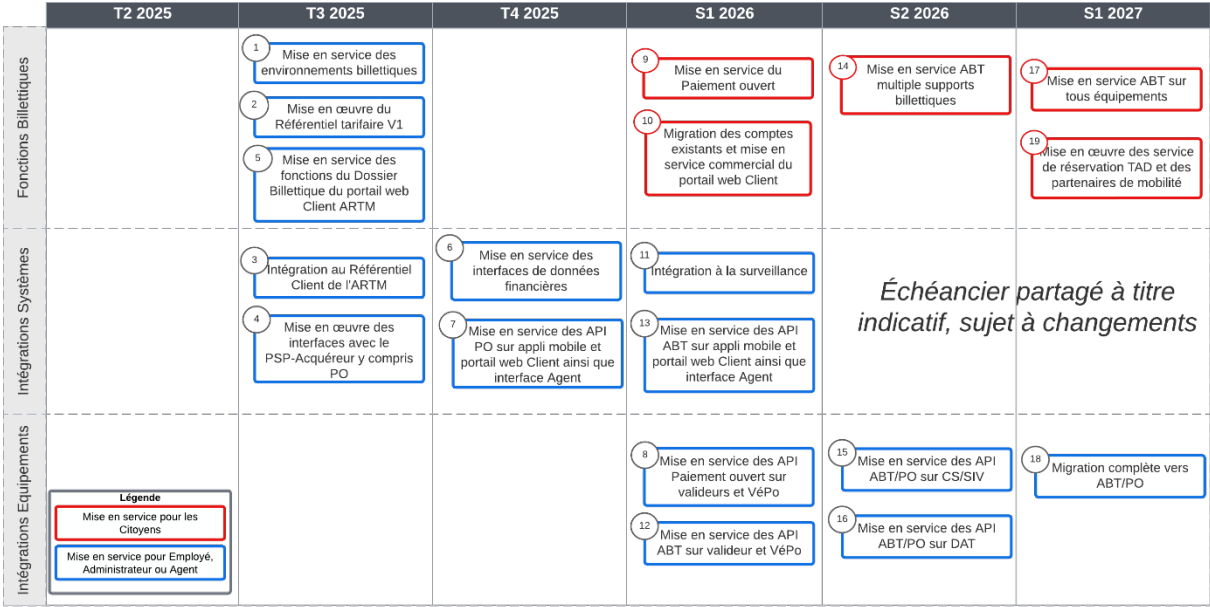 T2 2025
T3 2025
T4 2025
S1 2026
S2 2026
S1 2027
Fonctions Billettiques
1
Mise en service des
environnements billettiques
2
Mise en œuvre du
Référentiel tarifaire V1
5
Mise en service des
fonctions du Dossier
Billettique du portail web
Client ARTM
9
Mise en service du
Paiement ouvert
10
Migration des comptes
existants et mise en
service commercial du
portail web Client
14
Mise en service ABT
multiple supports
billettiques
17
Mise en service ABT sur
tous équipements
19
Mise en œuvre des service
de réservation TAD et des
partenaires de mobilité
Intégrations Systèmes
3
Intégration au Référentiel
Client de l'ARTM
4
Mise en œuvre des
interfaces avec le
PSP-Acquéreur y compris
PO
6
Mise en service des
interfaces de données
financières
7
Mise en service des API
PO sur appli mobile et
portail web Client ainsi que
interface Agent
11
Intégration à la surveillance
13
Mise en service des API
ABT sur appli mobile et
portail web Client ainsi que
interface Agent
Échéancier partagé à titre
indicatif, sujet à changements
Intégrations Equipements
8
Mise en service des API
Paiement ouvert sur
valideurs et VéPo
12
Mise en service des API
ABT sur valideur et VéPo
15
Mise en service des API
ABT/PO sur CS/SIV
16
Mise en service des API
ABT/PO sur DAT
18
Migration complète vers
ABT/PO
Légende
Mise en service pour les
Citoyens
Mise en service pour Employé,
Administrateur ou Agent